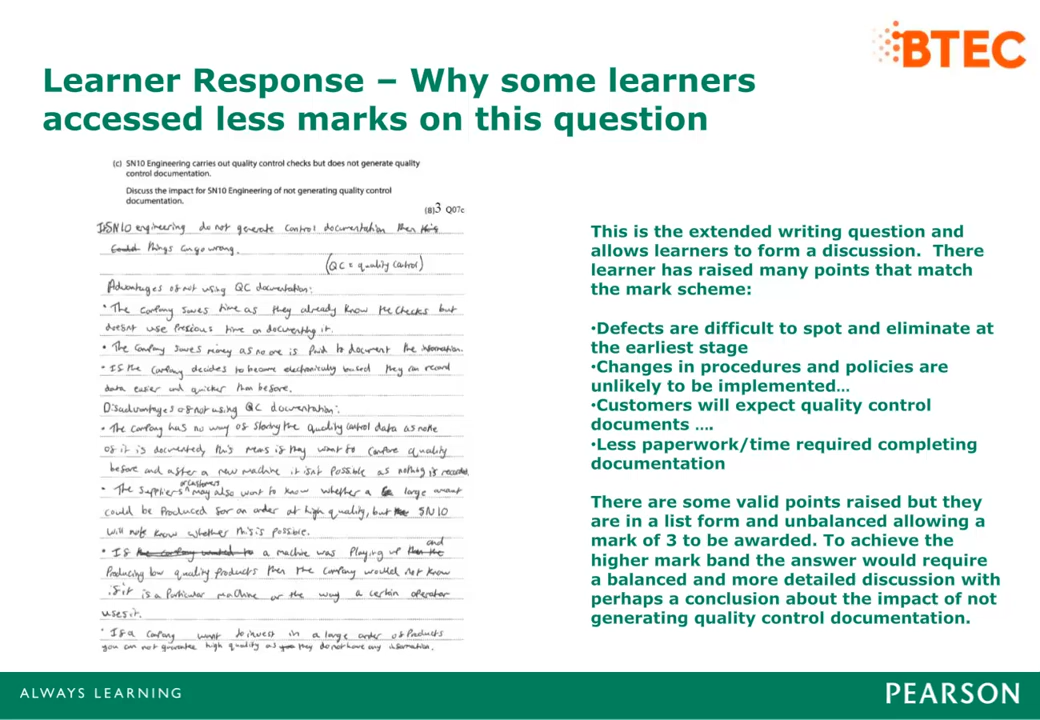 BTEC
Learner Response – Why some learners
accessed less marks on this question
(c) SN10 Engineering carries out quality control checks but does not generate quality
control documentation.
Discuss the impact for SN10 Engineering of not generating quality control
documentation.
(8)3 Q07c
If SN10 engineering do not generate control documentation then this
could things can go wrong.
(QC = quality control)
Advantages of not using QC documentation:
• The company saves time as they already know the checks but
doesnt use precious time on documenting it.
• The company saves money as no one is paid to document the information.
• If the company decides to become electronically based they can record
data easier and quicker than before.
Disadvantages of not using QC documentation:
• The company has no way of storing the quality control data as none
of it is documented, this means if they want to compare quality
before and after a new machine it isnt possible as nothing is recorded.
• The suppliers or customers may also want to know whether a large amount
could be produced for an order at high quality, but SN10
will not know whether this is possible.
• If the company wanted to a machine was playing up and
producing low quality products then the company would not know
if it is a particular machine or the way a certain operator
uses it.
• If a company want to invest in a large order of products
you can not guarantee high quality as they do not have any information.
This is the extended writing question and
allows learners to form a discussion. There
learner has raised many points that match
the mark scheme:
•Defects are difficult to spot and eliminate at
the earliest stage
•Changes in procedures and policies are
unlikely to be implemented…
•Customers will expect quality control
documents ….
•Less paperwork/time required completing
documentation
There are some valid points raised but they
are in a list form and unbalanced allowing a
mark of 3 to be awarded. To achieve the
higher mark band the answer would require
a balanced and more detailed discussion with
perhaps a conclusion about the impact of not
generating quality control documentation.
ALWAYS LEARNING
PEARSON